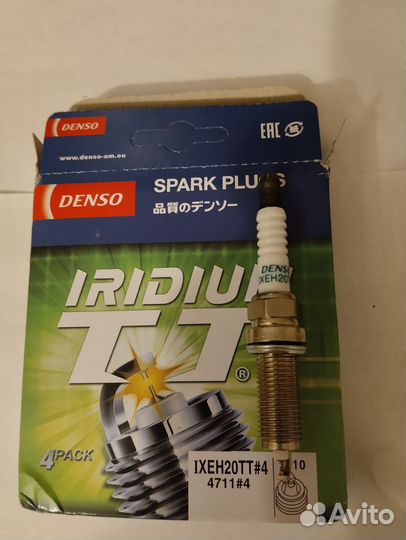 DENSO
www.denso-am.eu
EAC
DENSO
SPARK PLUGS
品質のデンソー
IRIDIUM
TT®
DENSO
IXEH20TT
4PACK
IXEH20TT#4
4711#4
10
Avito